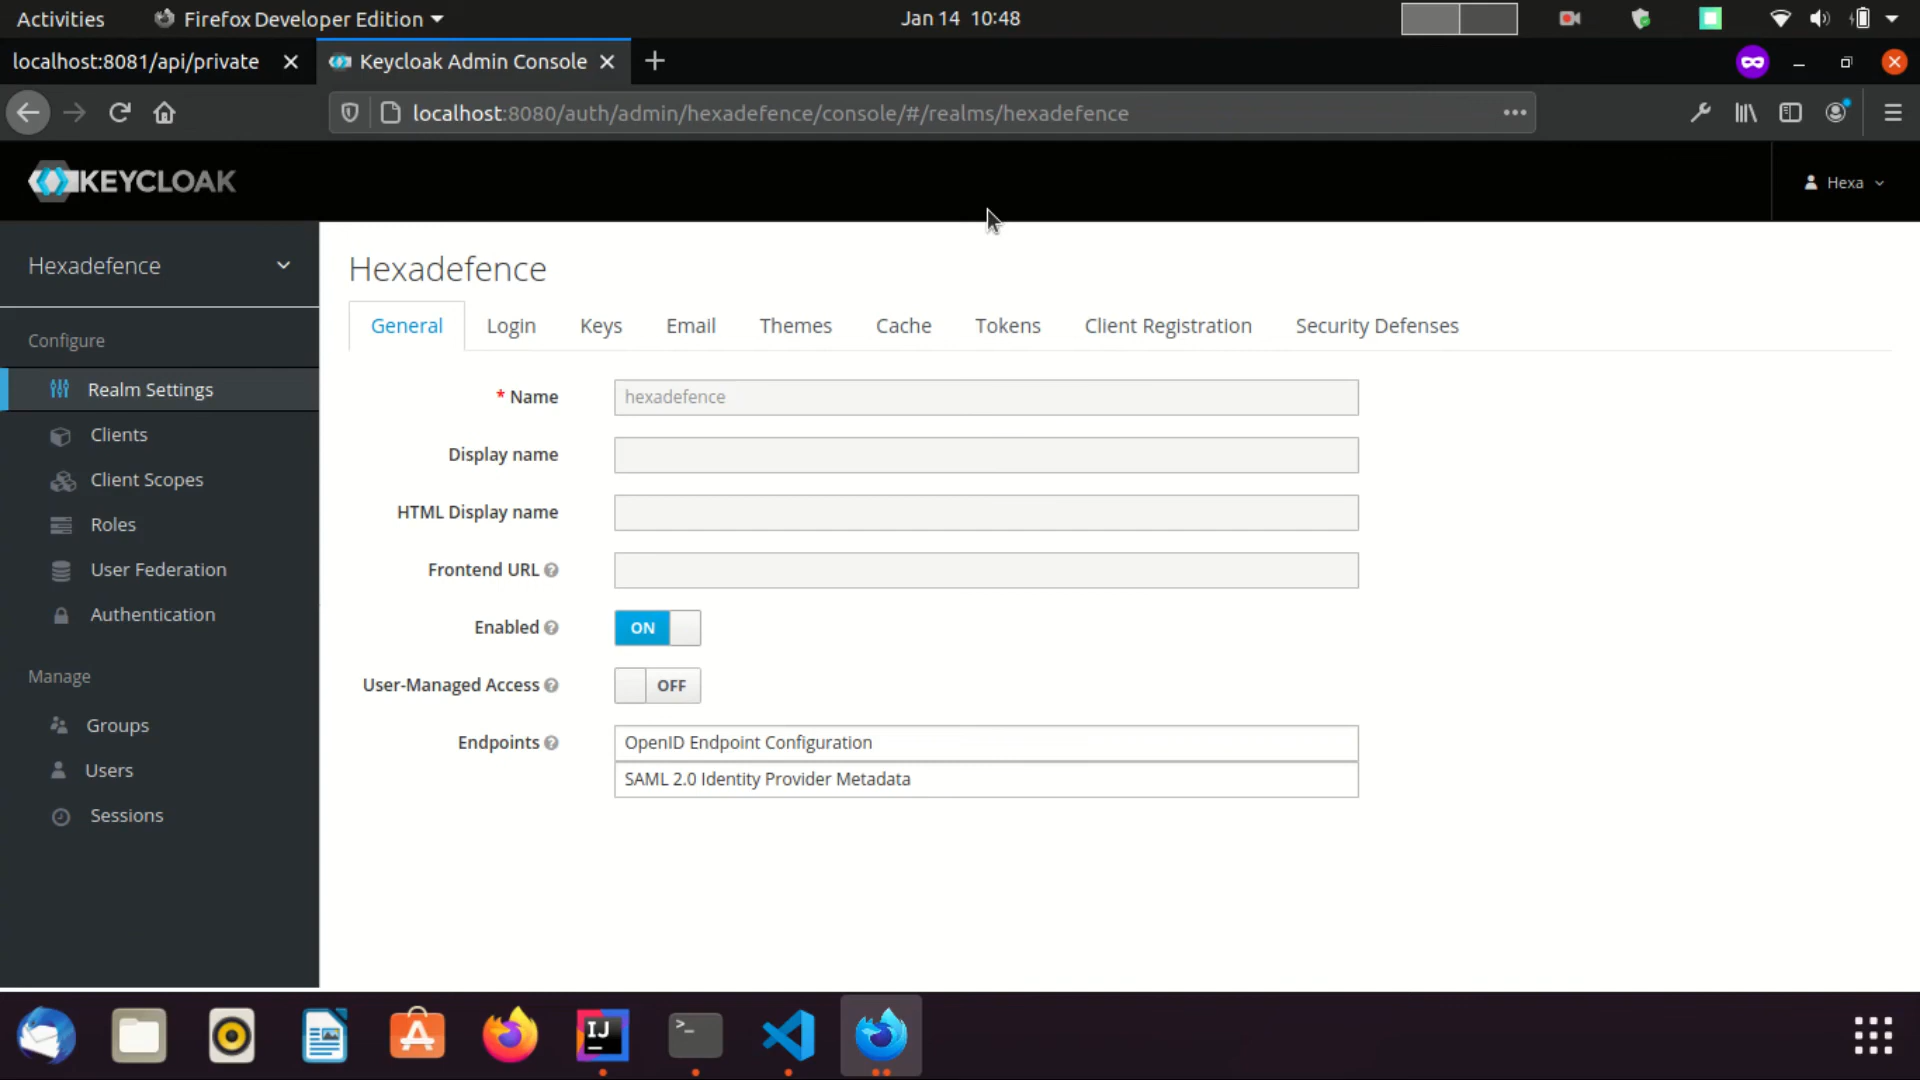 Activities
Firefox Developer Edition
Jan 14 10:48
localhost:8081/api/private
Keycloak Admin Console
localhost:8080/auth/admin/hexadefence/console/#/realms/hexadefence
KEYCLOAK
Hexa
Hexadefence
Configure
Realm Settings
Clients
Client Scopes
Roles
User Federation
Authentication
Manage
Groups
Users
Sessions
Hexadefence
General Login Keys Email Themes Cache Tokens Client Registration Security Defenses
* Name hexadefence
Display name
HTML Display name
Frontend URL
Enabled ON
User-Managed Access OFF
Endpoints OpenID Endpoint Configuration
SAML 2.0 Identity Provider Metadata
IJ